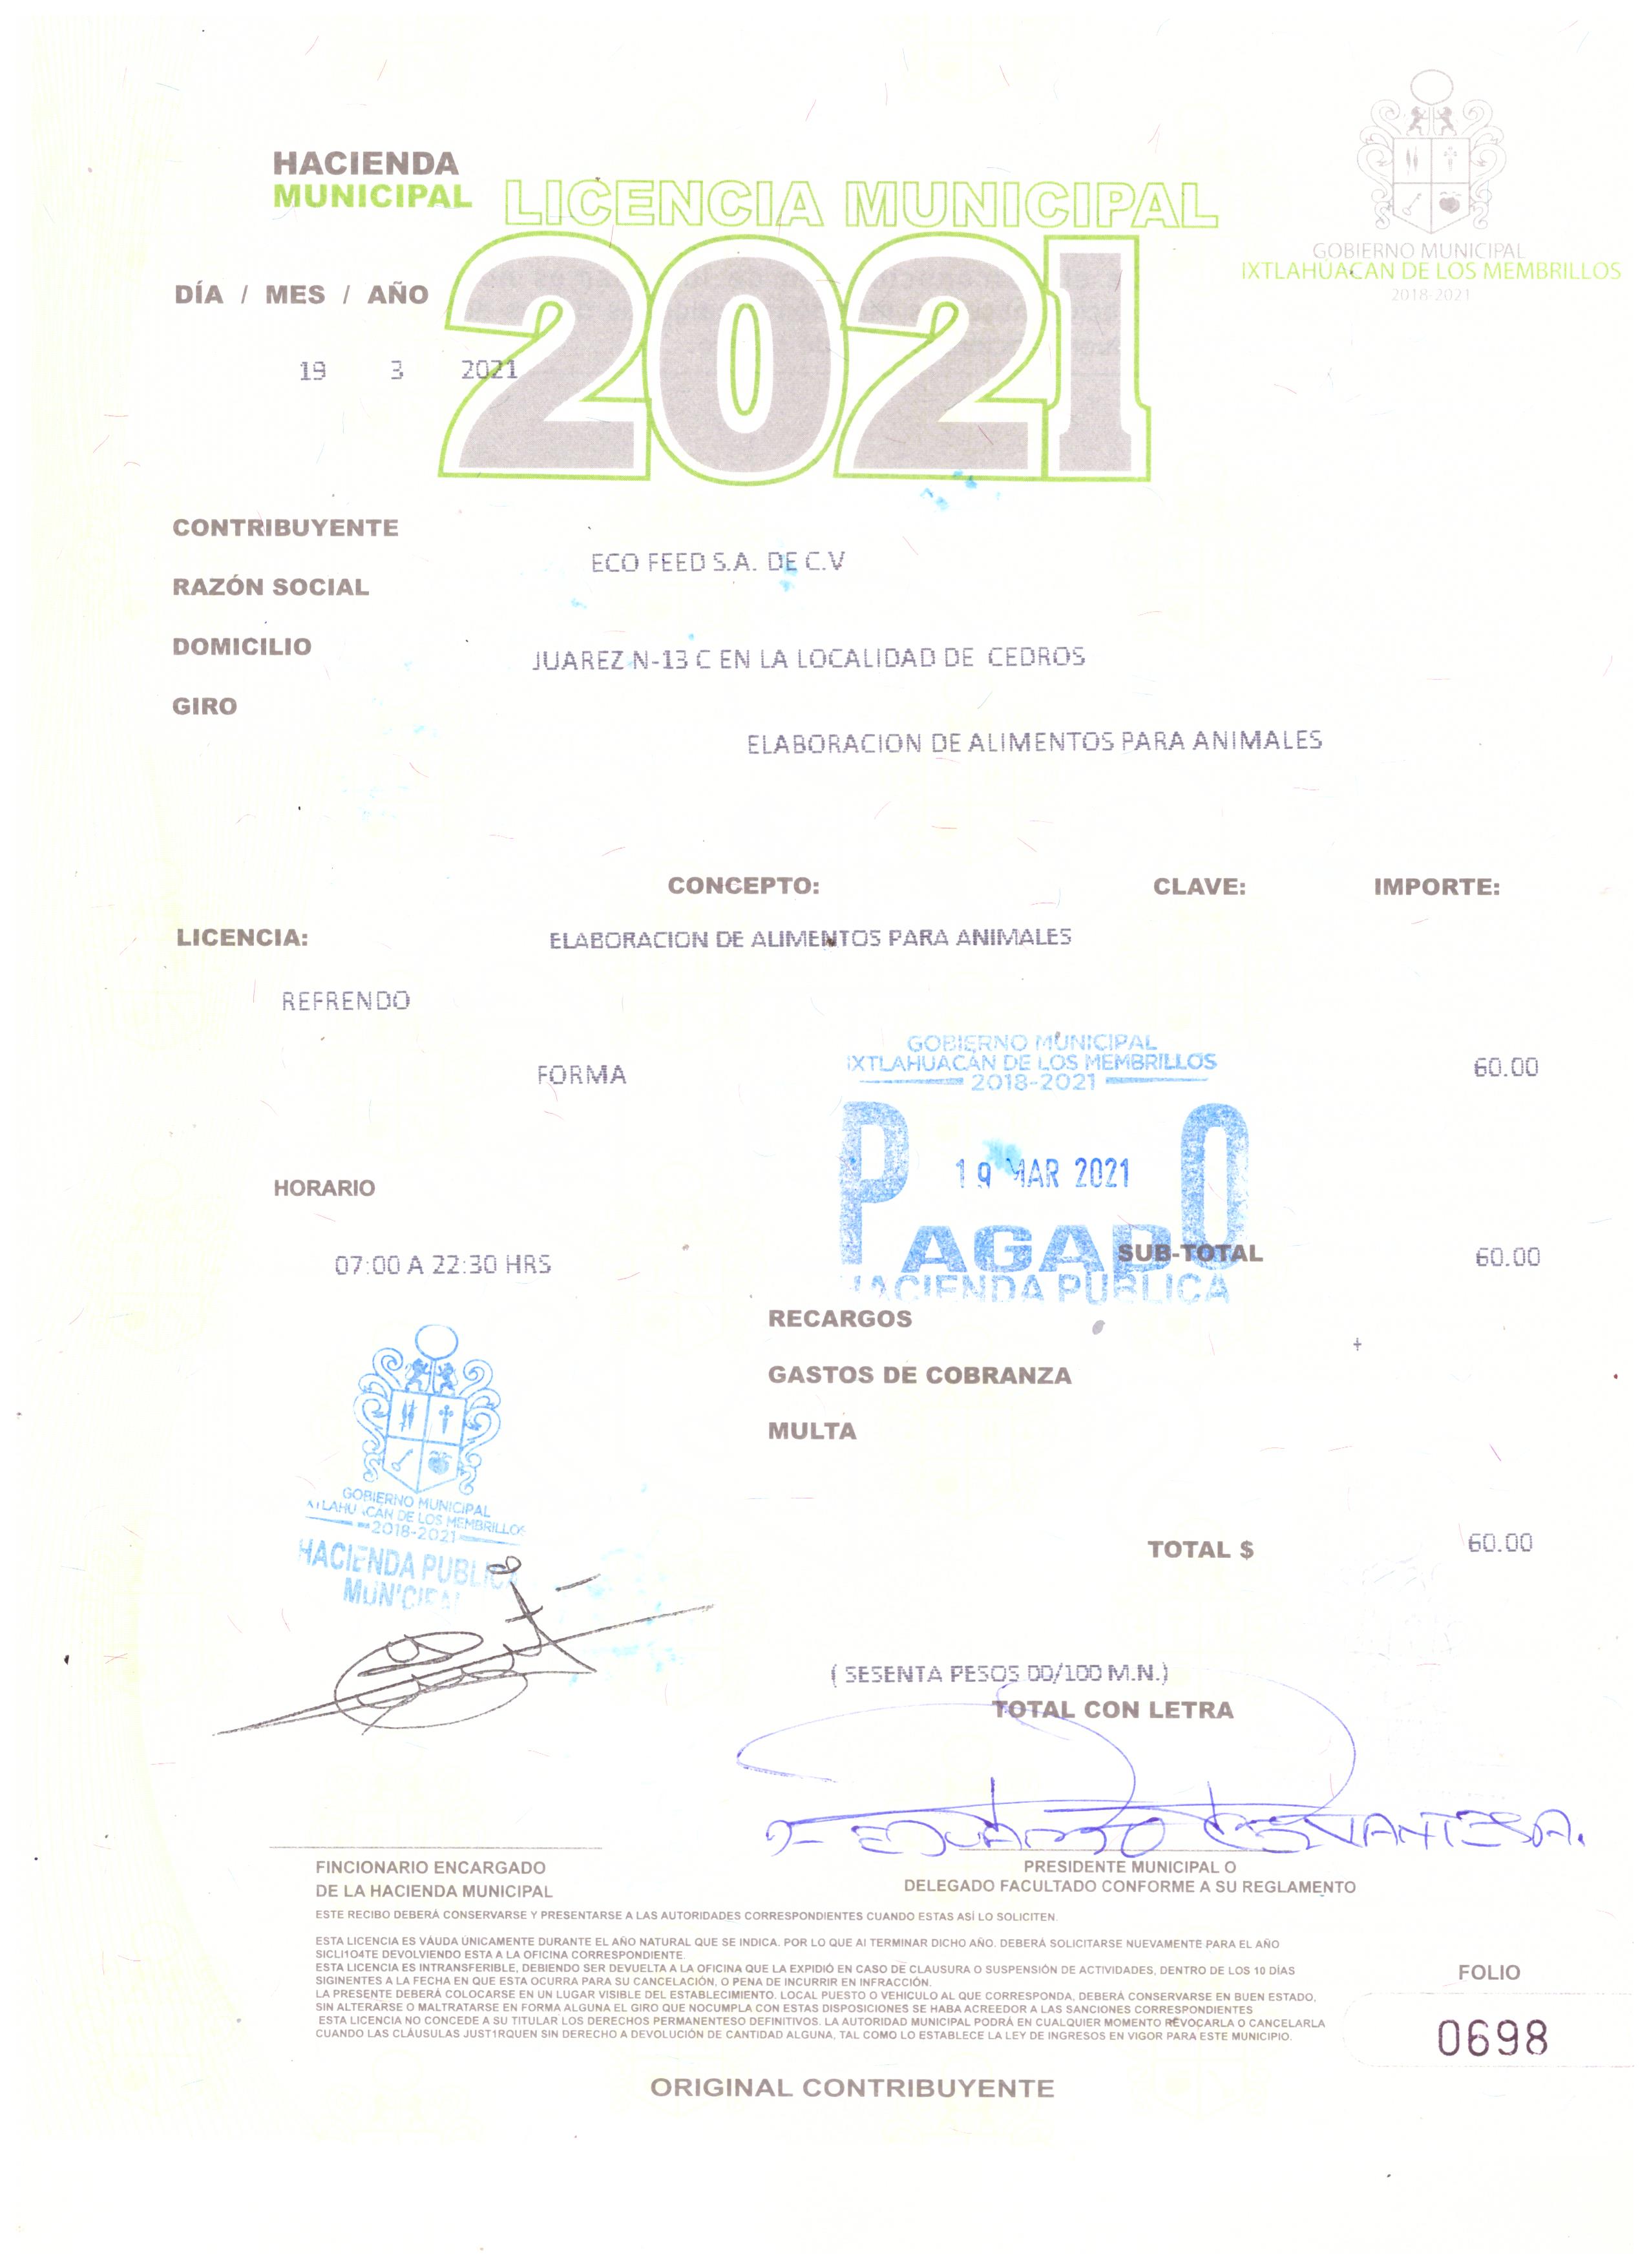 HACIENDA
MUNICIPAL
LICENCIA MUNICIPAL
2021
GOBIERNO MUNICIPAL
IXTLAHUACAN DE LOS MEMBRILLOS
2018-2021
DÍA / MES / AÑO
19 3 2021
CONTRIBUYENTE
ECO FEED S.A. DE C.V
RAZÓN SOCIAL
DOMICILIO
JUAREZ N-13 C EN LA LOCALIDAD DE CEDROS
GIRO
ELABORACION DE ALIMENTOS PARA ANIMALES
CONCEPTO: CLAVE: IMPORTE:
LICENCIA: ELABORACION DE ALIMENTOS PARA ANIMALES
REFRENDO
GOBIERNO MUNICIPAL
IXTLAHUACÁN DE LOS MEMBRILLOS
2018-2021
FORMA 60.00
19 MAR 2021
PAGADO
HACIENDA PUBLICA
HORARIO
SUB-TOTAL 60.00
07:00 A 22:30 HRS
RECARGOS
+
GASTOS DE COBRANZA
MULTA
GOBIERNO MUNICIPAL
IXTLAHUACÁN DE LOS MEMBRILLOS
2018-2021
HACIENDA PUBLICA
MUNICIPAL
TOTAL $ 60.00
( SESENTA PESOS 00/100 M.N.)
TOTAL CON LETRA
EDUARDO CERVANTES A.
FINCIONARIO ENCARGADO
DE LA HACIENDA MUNICIPAL
PRESIDENTE MUNICIPAL O
DELEGADO FACULTADO CONFORME A SU REGLAMENTO
ESTE RECIBO DEBERÁ CONSERVARSE Y PRESENTARSE A LAS AUTORIDADES CORRESPONDIENTES CUANDO ESTAS ASÍ LO SOLICITEN.
ESTA LICENCIA ES VÁUDA ÚNICAMENTE DURANTE EL AÑO NATURAL QUE SE INDICA. POR LO QUE AI TERMINAR DICHO AÑO. DEBERÁ SOLICITARSE NUEVAMENTE PARA EL AÑO
SICLI1O4TE DEVOLVIENDO ESTA A LA OFICINA CORRESPONDIENTE.
ESTA LICENCIA ES INTRANSFERIBLE, DEBIENDO SER DEVUELTA A LA OFICINA QUE LA EXPIDIÓ EN CASO DE CLAUSURA O SUSPENSIÓN DE ACTIVIDADES, DENTRO DE LOS 10 DÍAS
SIGINENTES A LA FECHA EN QUE ESTA OCURRA PARA SU CANCELACIÓN, O PENA DE INCURRIR EN INFRACCIÓN.
LA PRESENTE DEBERÁ COLOCARSE EN UN LUGAR VISIBLE DEL ESTABLECIMIENTO. LOCAL PUESTO O VEHICULO AL QUE CORRESPONDA, DEBERÁ CONSERVARSE EN BUEN ESTADO,
SIN ALTERARSE O MALTRATARSE EN FORMA ALGUNA EL GIRO QUE NOCUMPLA CON ESTAS DISPOSICIONES SE HABA ACREEDOR A LAS SANCIONES CORRESPONDIENTES
ESTA LICENCIA NO CONCEDE A SU TITULAR LOS DERECHOS PERMANENTESO DEFINITIVOS. LA AUTORIDAD MUNICIPAL PODRÁ EN CUALQUIER MOMENTO REVOCARLA O CANCELARLA
CUANDO LAS CLÁUSULAS JUST1RQUEN SIN DERECHO A DEVOLUCIÓN DE CANTIDAD ALGUNA, TAL COMO LO ESTABLECE LA LEY DE INGRESOS EN VIGOR PARA ESTE MUNICIPIO.
FOLIO
0698
ORIGINAL CONTRIBUYENTE